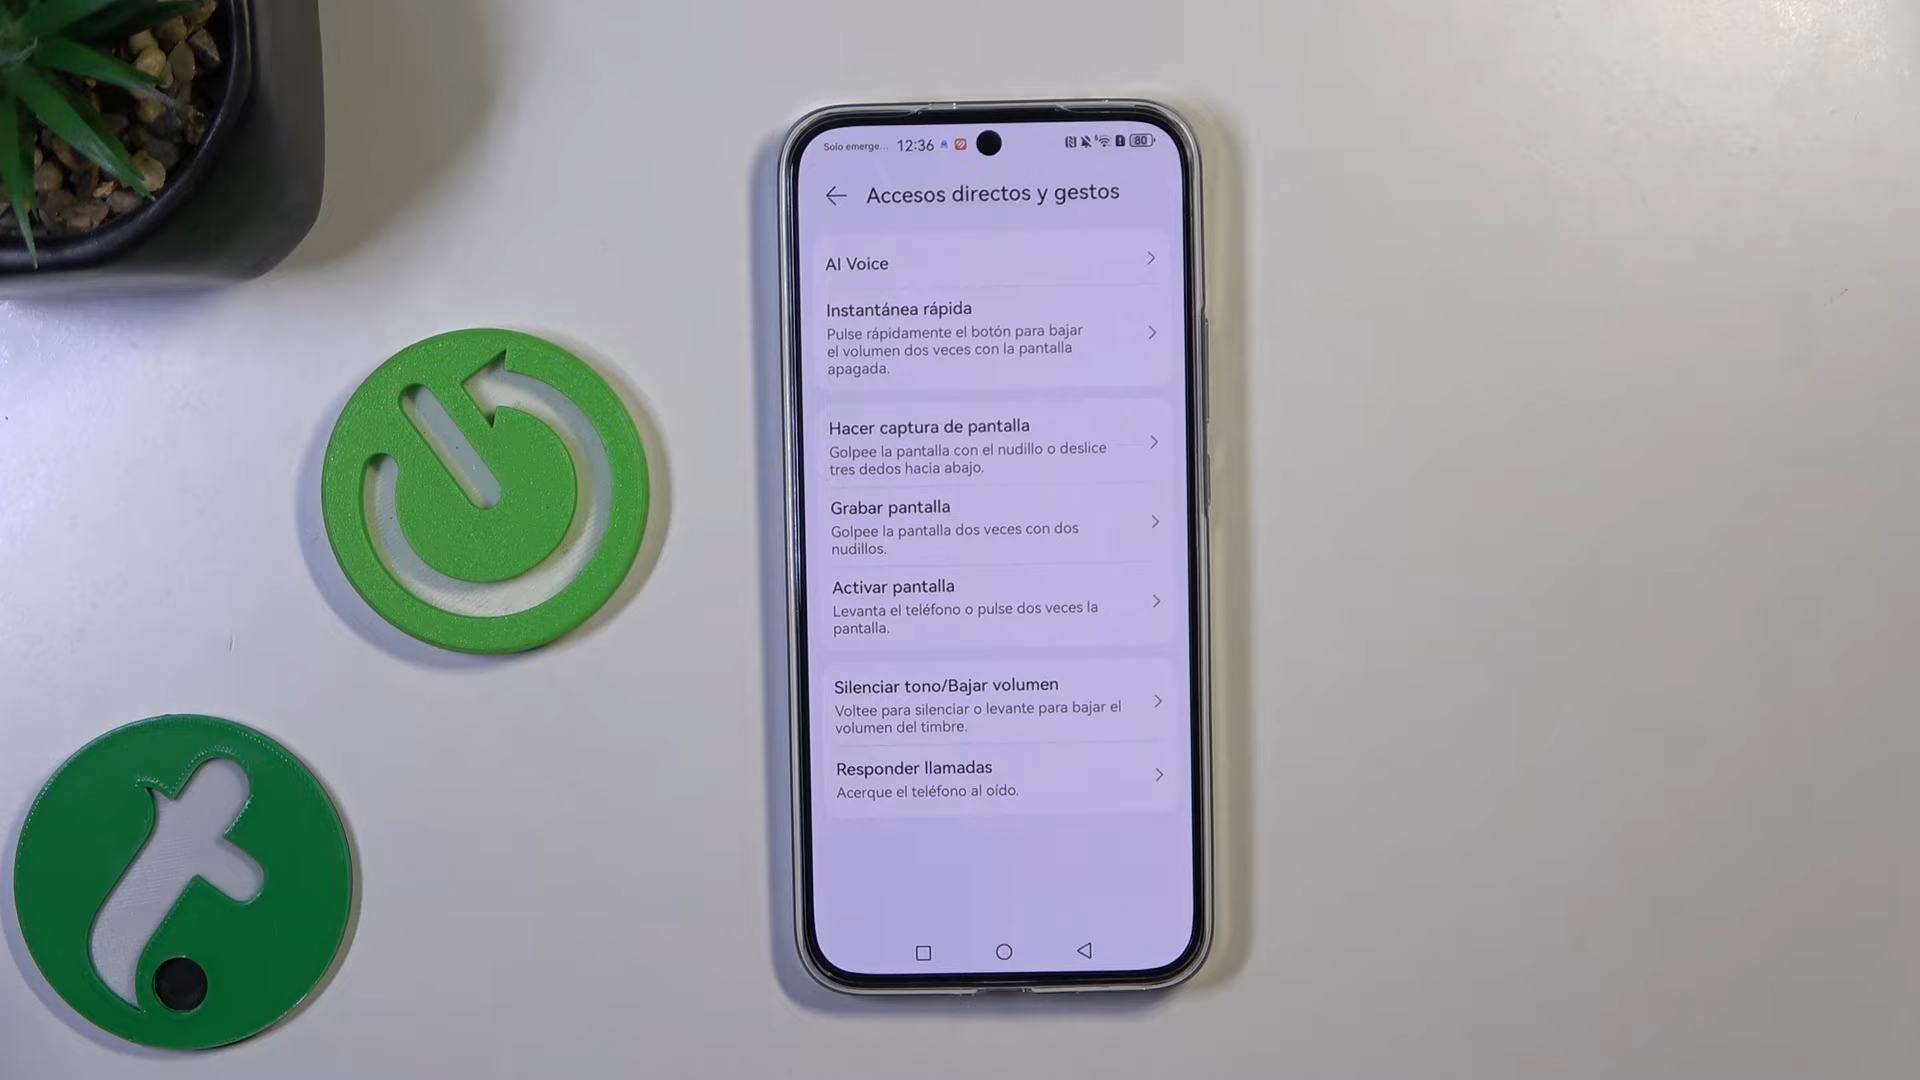 Solo emerge... 12:36 80
Accesos directos y gestos
AI Voice
Instantánea rápida
Pulse rápidamente el botón para bajar
el volumen dos veces con la pantalla
apagada.
Hacer captura de pantalla
Golpee la pantalla con el nudillo o deslice
tres dedos hacia abajo.
Grabar pantalla
Golpee la pantalla dos veces con dos
nudillos.
Activar pantalla
Levanta el teléfono o pulse dos veces la
pantalla.
Silenciar tono/Bajar volumen
Voltee para silenciar o levante para bajar el
volumen del timbre.
Responder llamadas
Acerque el teléfono al oído.